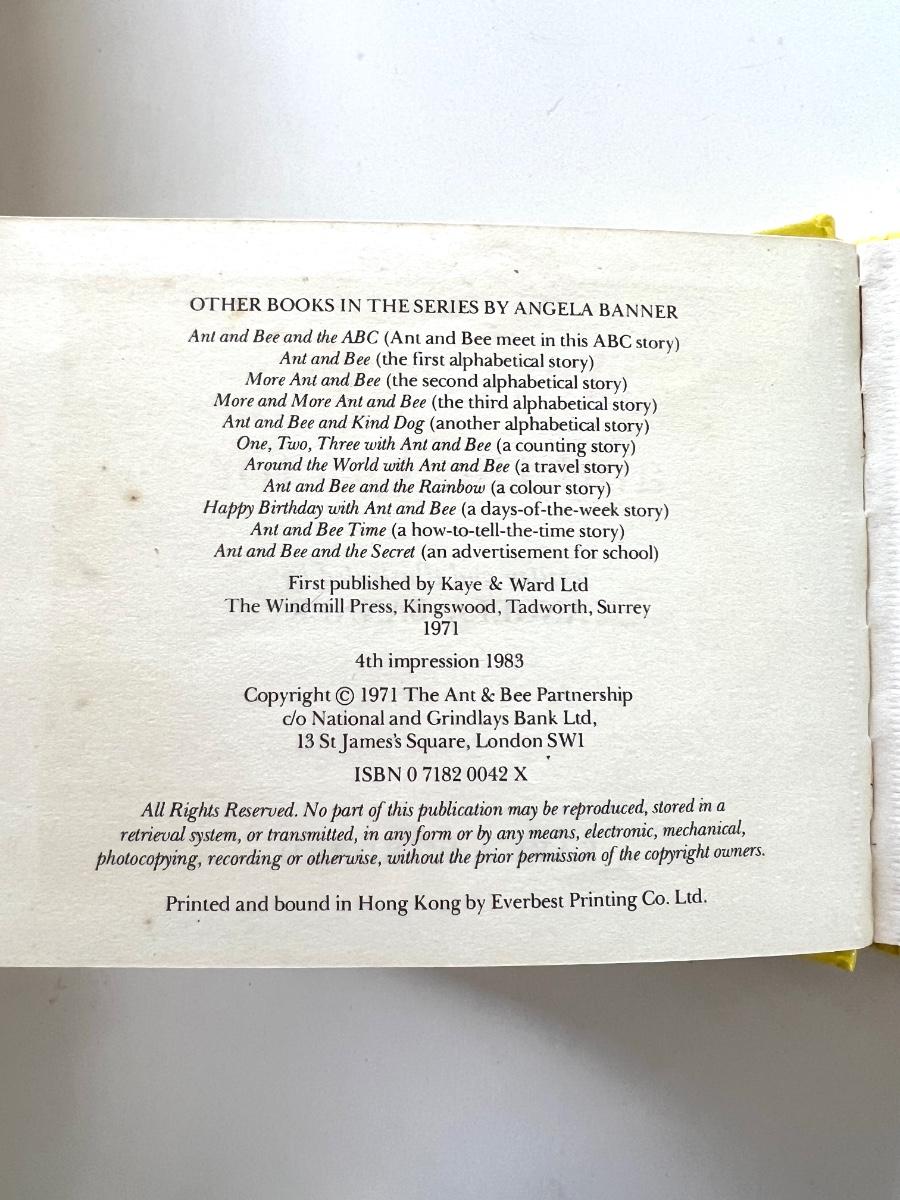 OTHER BOOKS IN THE SERIES BY ANGELA BANNER
Ant and Bee and the ABC (Ant and Bee meet in this ABC story)
Ant and Bee (the first alphabetical story)
More Ant and Bee (the second alphabetical story)
More and More Ant and Bee (the third alphabetical story)
Ant and Bee and Kind Dog (another alphabetical story)
One, Two, Three with Ant and Bee (a counting story)
Around the World with Ant and Bee (a travel story)
Ant and Bee and the Rainbow (a colour story)
Happy Birthday with Ant and Bee (a days-of-the-week story)
Ant and Bee Time (a how-to-tell-the-time story)
Ant and Bee and the Secret (an advertisement for school)
First published by Kaye & Ward Ltd
The Windmill Press, Kingswood, Tadworth, Surrey
1971
4th impression 1983
Copyright © 1971 The Ant & Bee Partnership
c/o National and Grindlays Bank Ltd,
13 St James's Square, London SW1
ISBN 0 7182 0042 X
All Rights Reserved. No part of this publication may be reproduced, stored in a
retrieval system, or transmitted, in any form or by any means, electronic, mechanical,
photocopying, recording or otherwise, without the prior permission of the copyright owners.
Printed and bound in Hong Kong by Everbest Printing Co. Ltd.